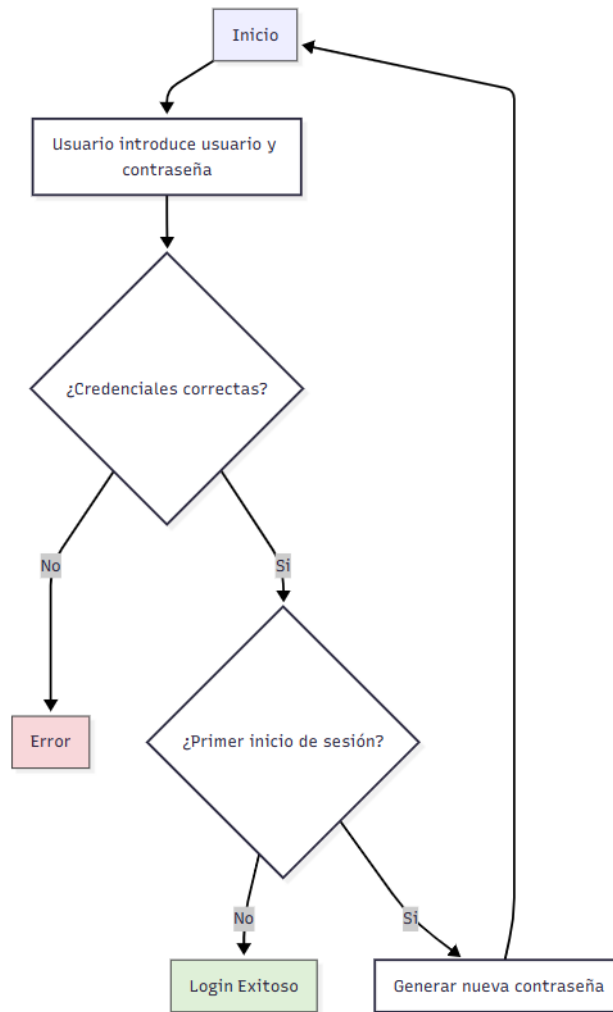 Inicio
Usuario introduce usuario y
contraseña
¿Credenciales correctas?
No
Si
¿Primer inicio de sesión?
Error
No
Si
Login Exitoso
Generar nueva contraseña